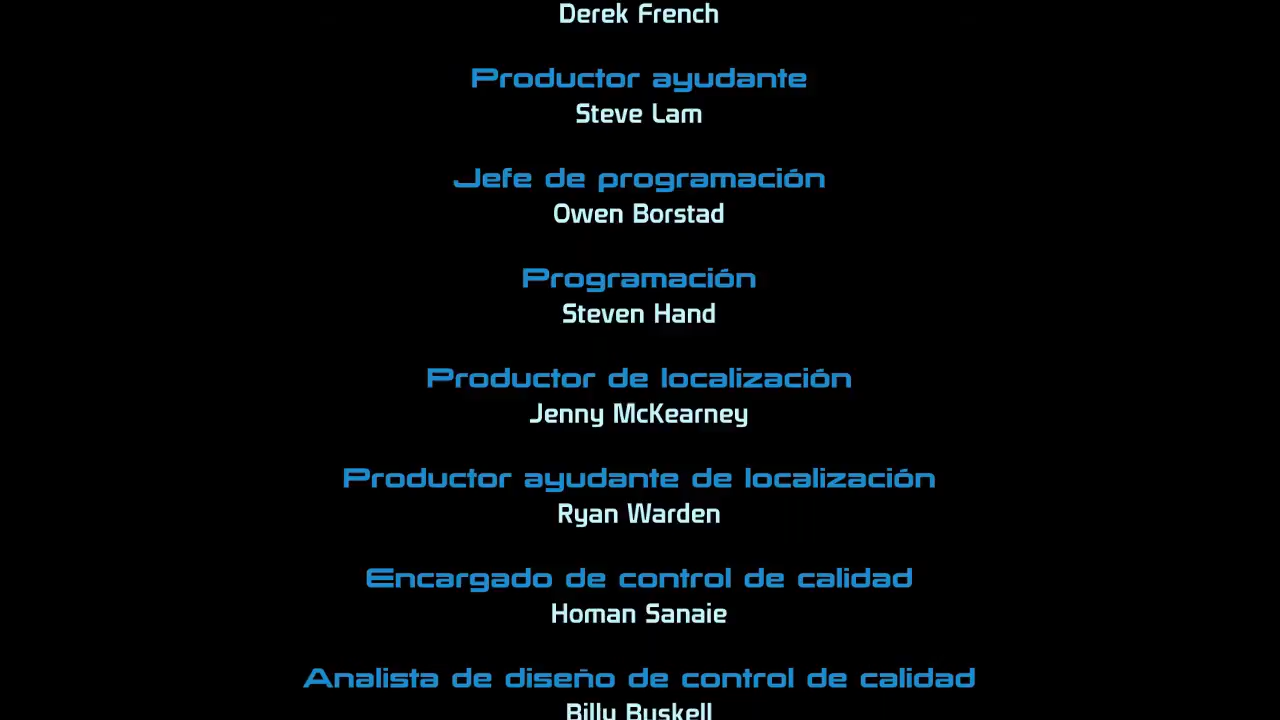 Derek French
Productor ayudante
Steve Lam
Jefe de programación
Owen Borstad
Programación
Steven Hand
Productor de localización
Jenny McKearney
Productor ayudante de localización
Ryan Warden
Encargado de control de calidad
Homan Sanaie
Analista de diseño de control de calidad
Billy Buskell